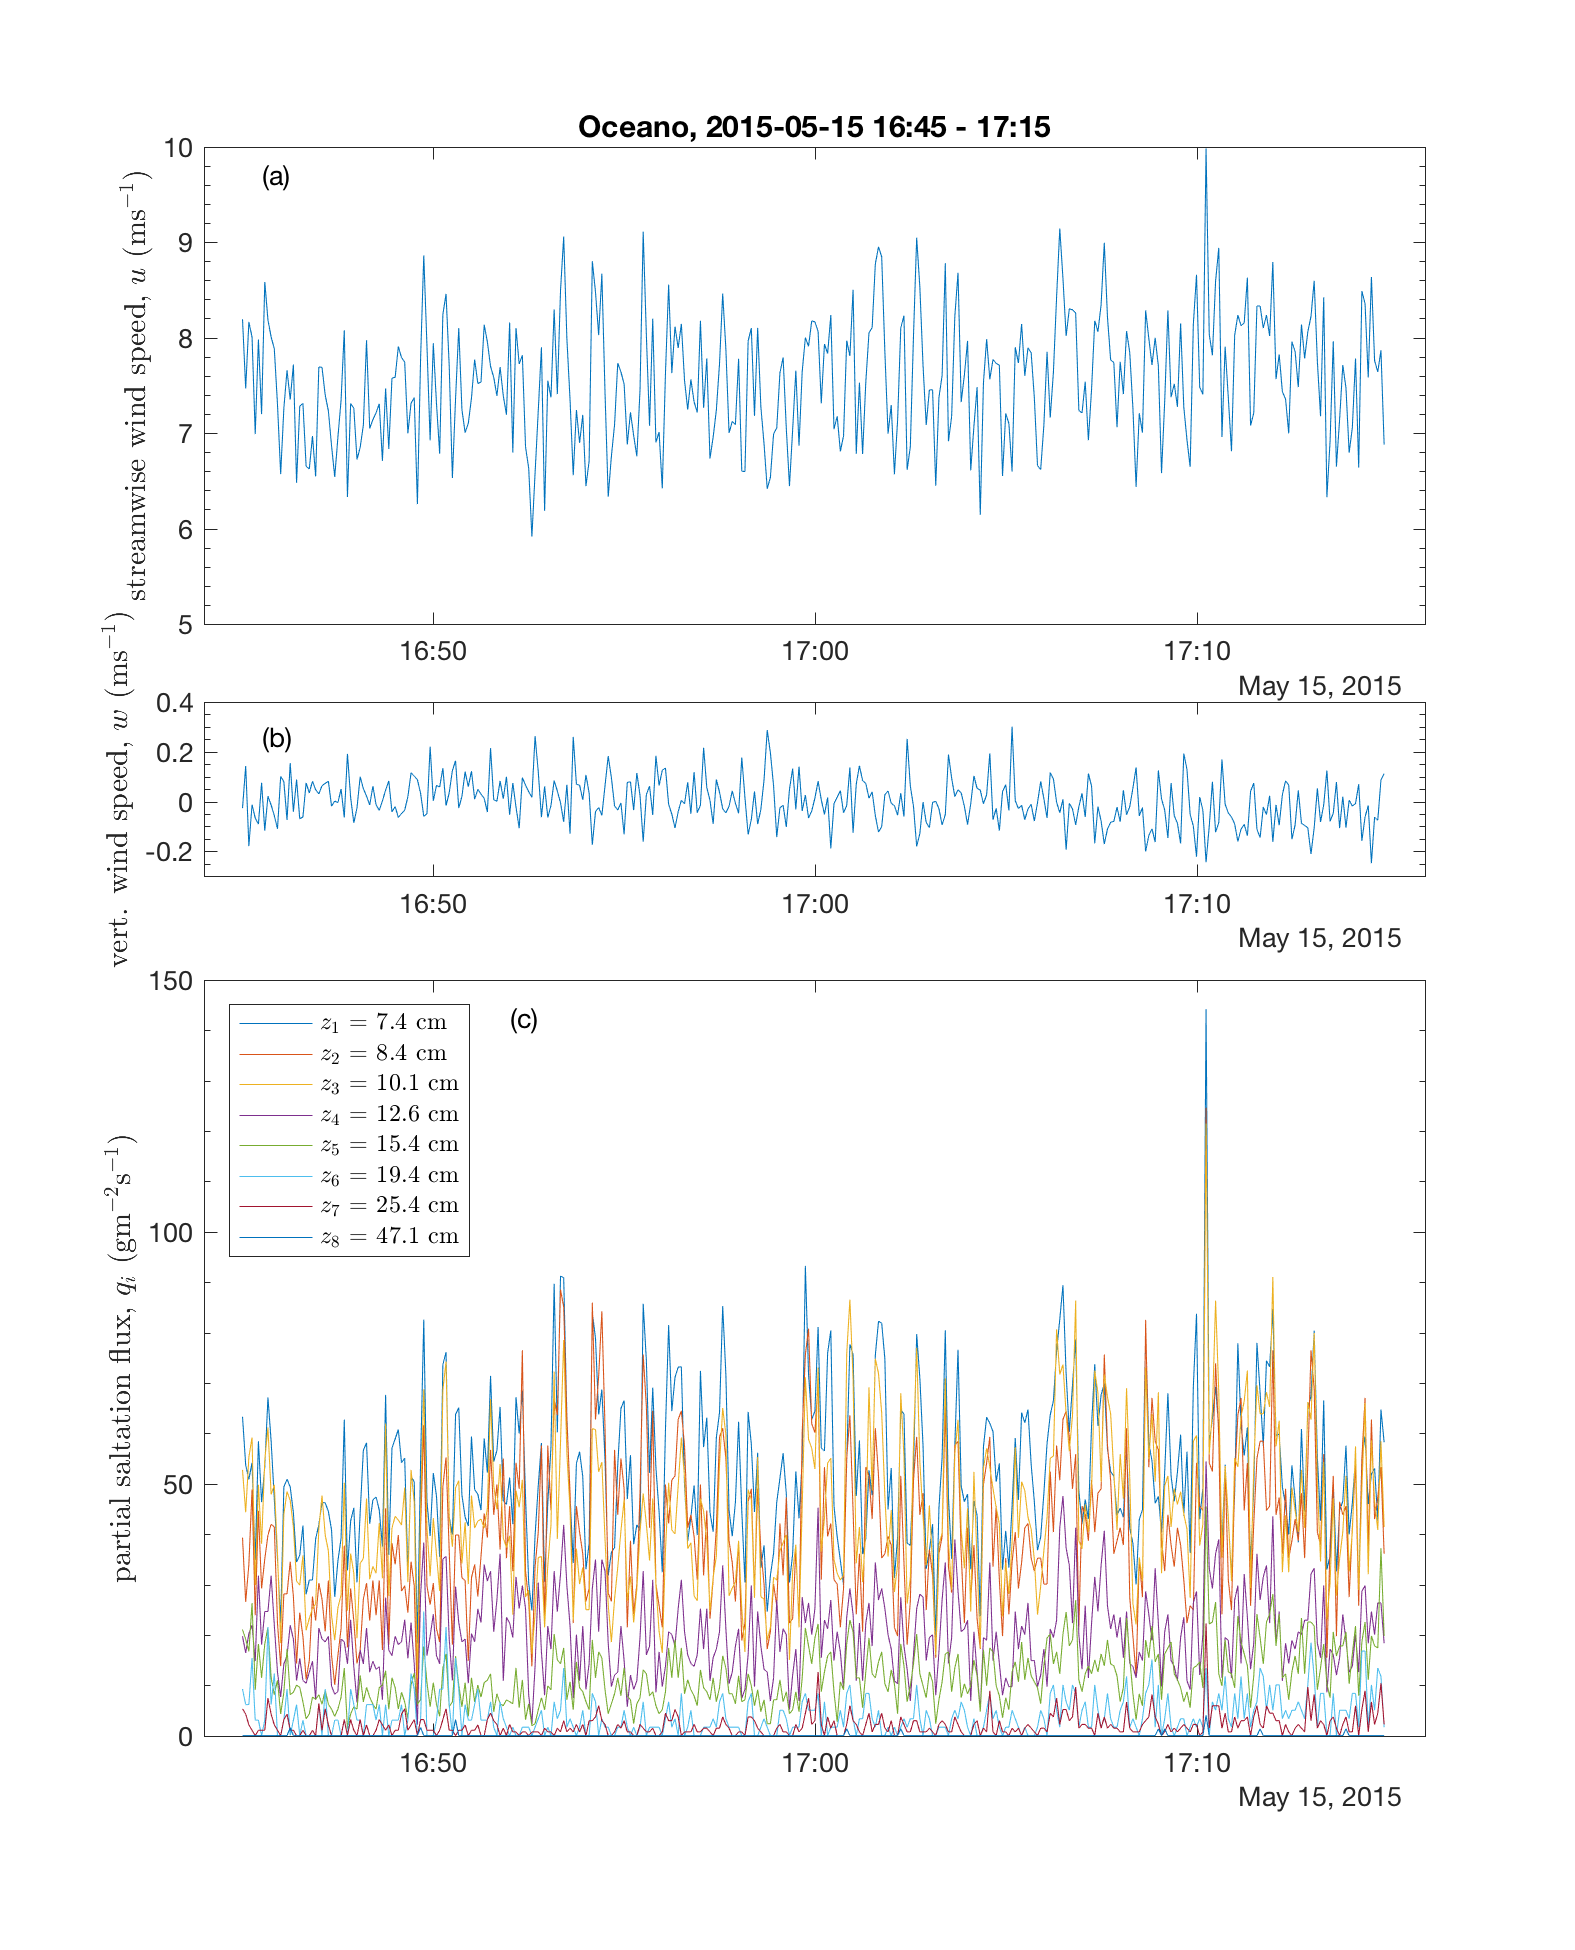 Oceano, 2015-05-15 16:45 - 17:15
(a)
streamwise wind speed, u (ms⁻¹)
10
9
8
7
6
5
16:50 17:00 17:10
May 15, 2015
(b)
vert. wind speed, w (ms⁻¹)
0.4
0.2
0
-0.2
16:50 17:00 17:10
May 15, 2015
(c)
partial saltation flux, qᵢ (gm⁻²s⁻¹)
150
100
50
0
z₁ = 7.4 cm
z₂ = 8.4 cm
z₃ = 10.1 cm
z₄ = 12.6 cm
z₅ = 15.4 cm
z₆ = 19.4 cm
z₇ = 25.4 cm
z₈ = 47.1 cm
16:50 17:00 17:10
May 15, 2015